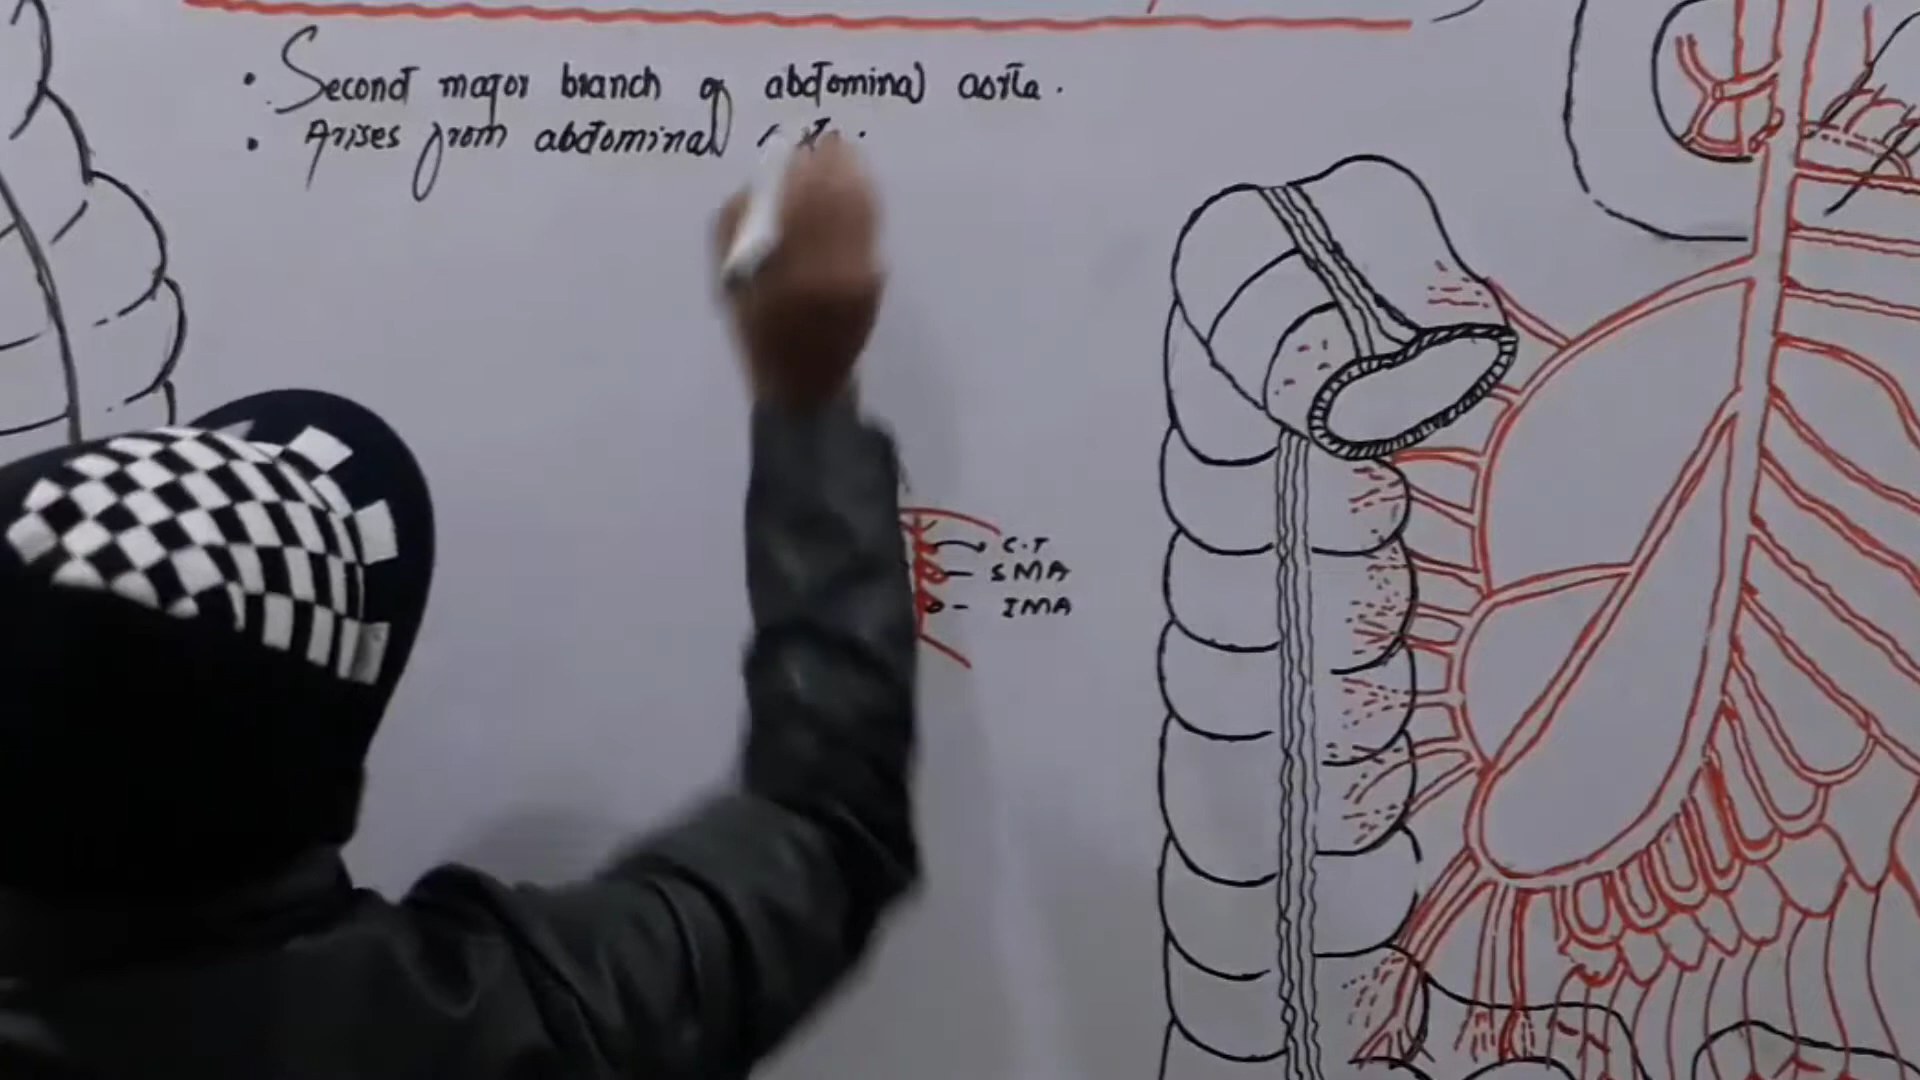 • Second major branch of abdominal aorta.
• Arises from abdominal
C.T
SMA
IMA